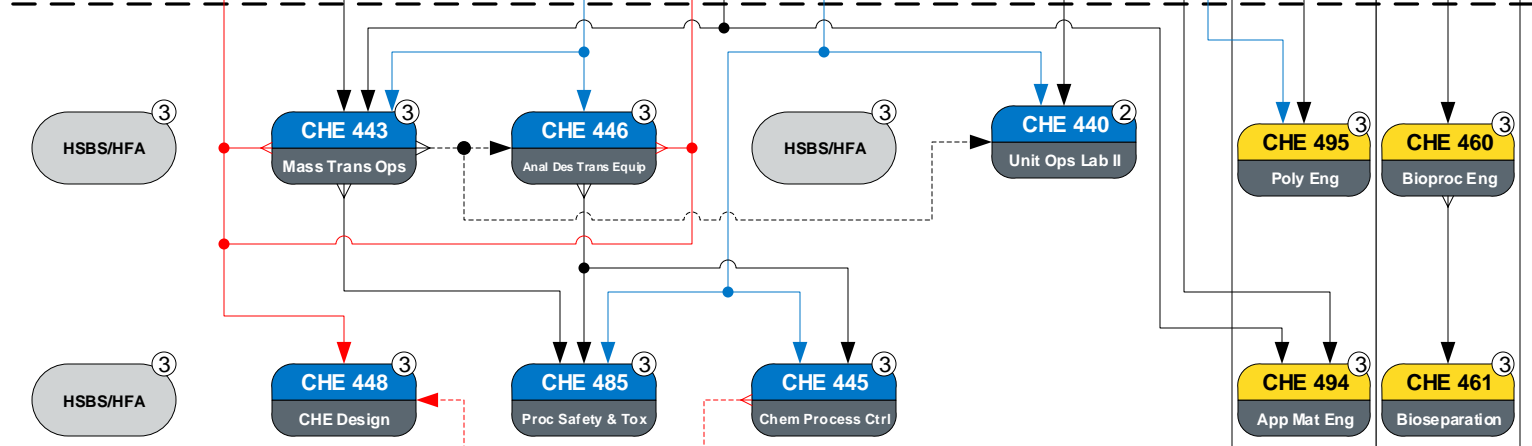 3
HSBS/HFA
3
CHE 443
Mass Trans Ops
3
CHE 446
Anal Des Trans Equip
3
HSBS/HFA
2
CHE 440
Unit Ops Lab II
3
CHE 495
Poly Eng
3
CHE 460
Bioproc Eng
3
HSBS/HFA
3
CHE 448
CHE Design
3
CHE 485
Proc Safety & Tox
3
CHE 445
Chem Process Ctrl
3
CHE 494
App Mat Eng
3
CHE 461
Bioseparation